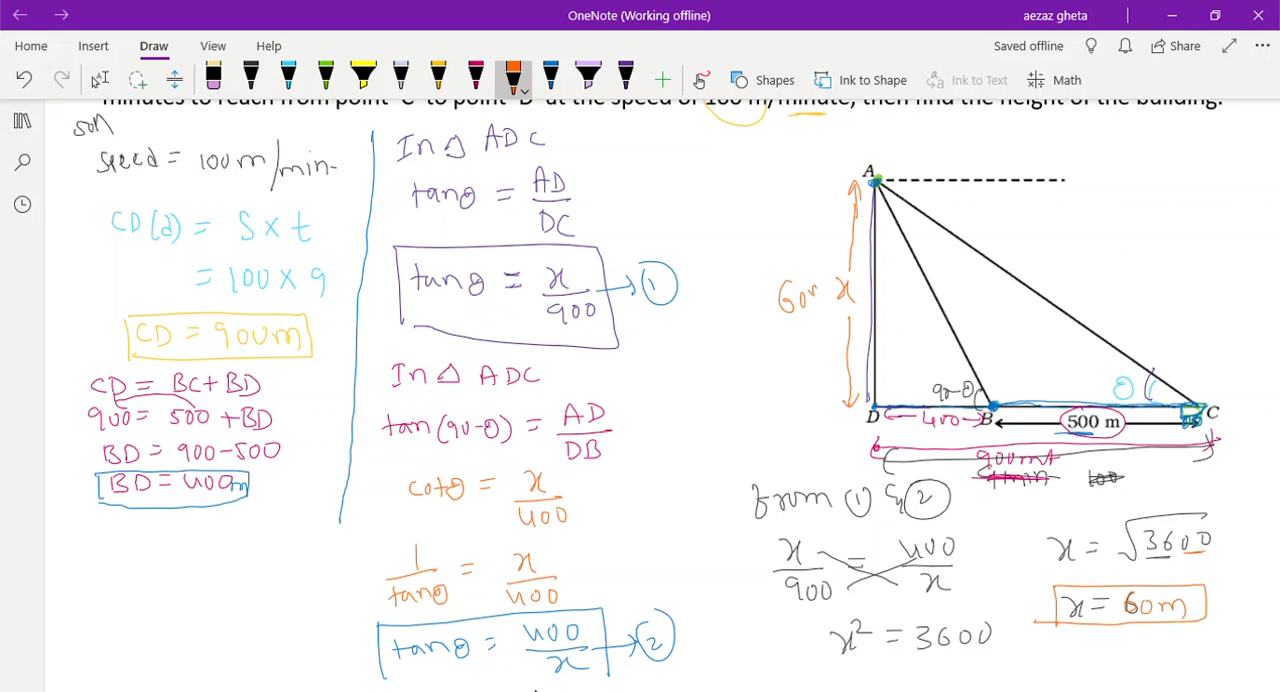 OneNote (Working offline)
aezaz gheta
Home Insert Draw View Help
Saved offline
Share
Shapes
Ink to Shape
Ink to Text
Math
minutes to reach from point 'C' to point 'D' at the speed of 100 m/minute, then find the height of the building.
soln
speed = 100m/min
CD(d) = S x t
= 100 x 9
CD = 900m
CD = BC + BD
900 = 500 + BD
BD = 900-500
BD = 400m
In △ ADC
tanθ = AD/DC
tanθ = x/900 → 1
In △ ADC
tan(90-θ) = AD/DB
cotθ = x/400
1/tanθ = x/400
tanθ = 400/x → 2
A
60r x
90-θ
θ
D
400
B
500 m
C
900mt
100
From 1 & 2
x/900 = 400/x
x² = 3600
x = √3600
x = 60m